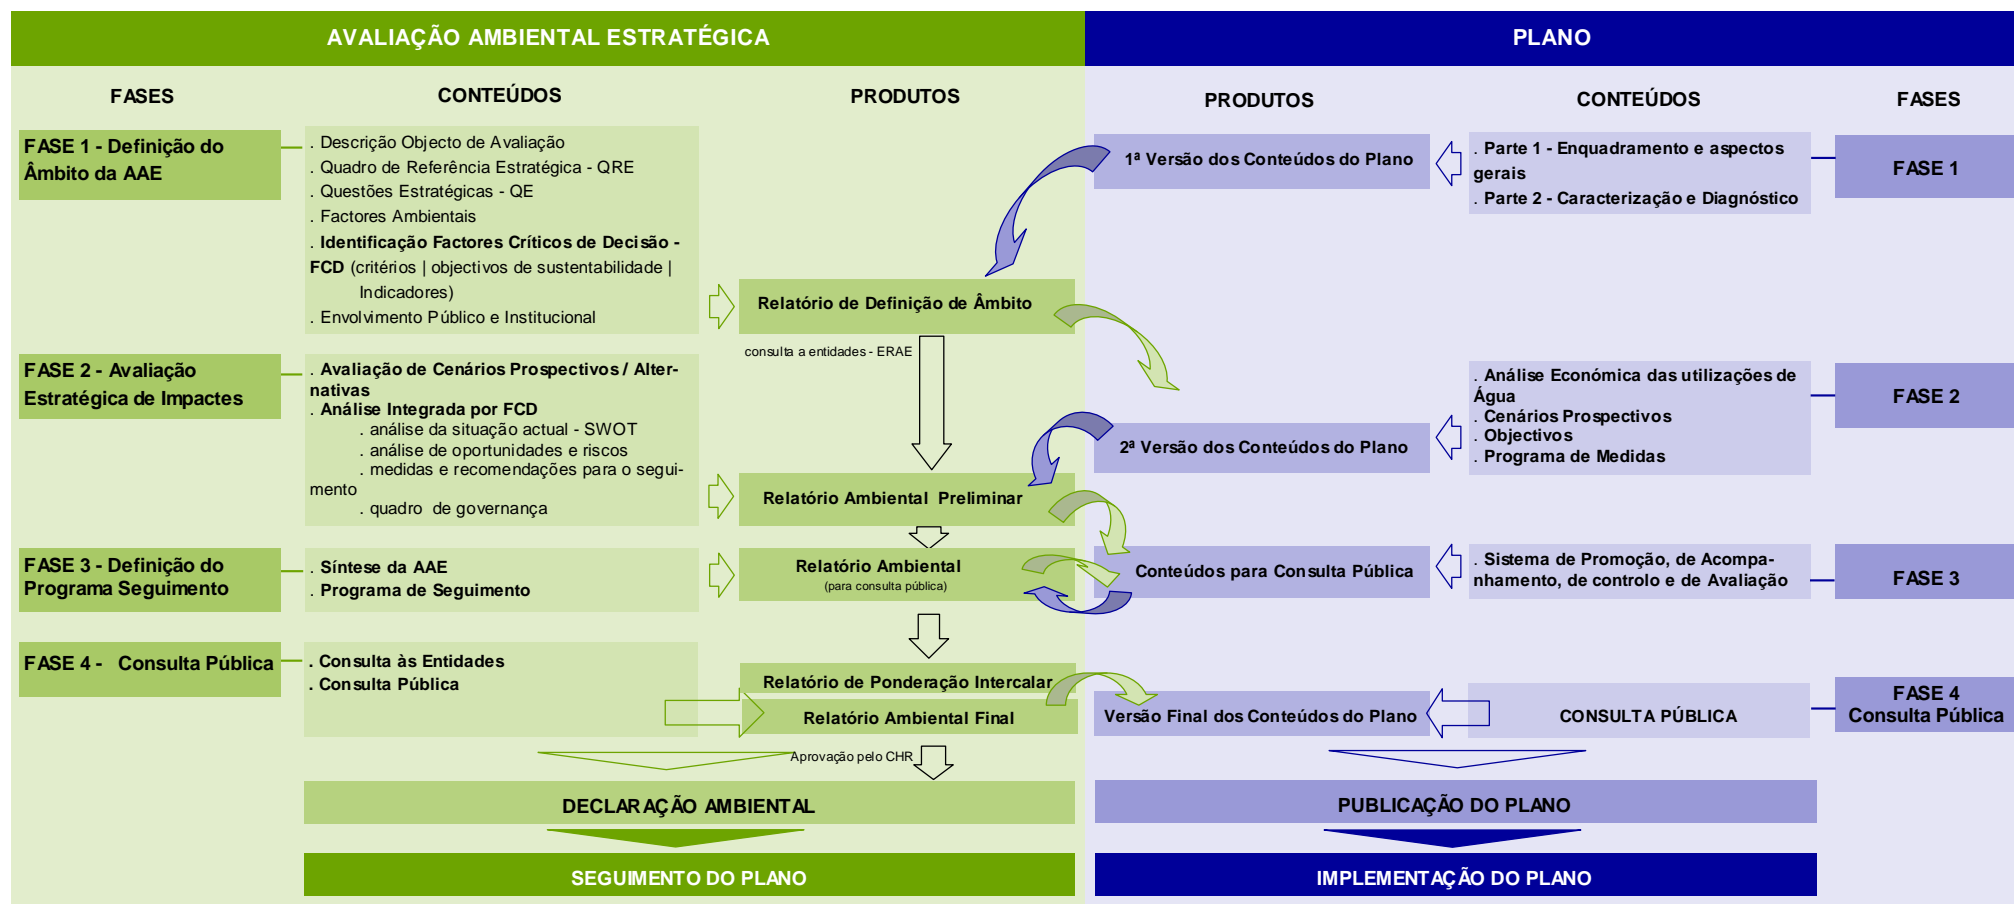 AVALIAÇÃO AMBIENTAL ESTRATÉGICA
FASES
CONTEÚDOS
PRODUTOS
FASE 1 - Definição do
Âmbito da AAE
. Descrição Objecto de Avaliação
. Quadro de Referência Estratégica - QRE
. Questões Estratégicas - QE
. Factores Ambientais
. Identificação Factores Críticos de Decisão -
FCD (critérios | objectivos de sustentabilidade |
Indicadores)
. Envolvimento Público e Institucional
Relatório de Definição de Âmbito
consulta a entidades - ERAE
FASE 2 - Avaliação
Estratégica de Impactes
. Avaliação de Cenários Prospectivos / Alter-
nativas
. Análise Integrada por FCD
. análise da situação actual - SWOT
. análise de oportunidades e riscos
. medidas e recomendações para o segui-
mento
. quadro de governança
Relatório Ambiental Preliminar
FASE 3 - Definição do
Programa Seguimento
. Síntese da AAE
. Programa de Seguimento
Relatório Ambiental
(para consulta pública)
FASE 4 - Consulta Pública
. Consulta às Entidades
. Consulta Pública
Relatório de Ponderação Intercalar
Relatório Ambiental Final
Aprovação pelo CHR
DECLARAÇÃO AMBIENTAL
SEGUIMENTO DO PLANO
PLANO
PRODUTOS
CONTEÚDOS
FASES
1ª Versão dos Conteúdos do Plano
. Parte 1 - Enquadramento e aspectos
gerais
. Parte 2 - Caracterização e Diagnóstico
FASE 1
2ª Versão dos Conteúdos do Plano
. Análise Económica das utilizações de
Água
. Cenários Prospectivos
. Objectivos
. Programa de Medidas
FASE 2
Conteúdos para Consulta Pública
. Sistema de Promoção, de Acompa-
nhamento, de controlo e de Avaliação
FASE 3
Versão Final dos Conteúdos do Plano
CONSULTA PÚBLICA
FASE 4
Consulta Pública
PUBLICAÇÃO DO PLANO
IMPLEMENTAÇÃO DO PLANO